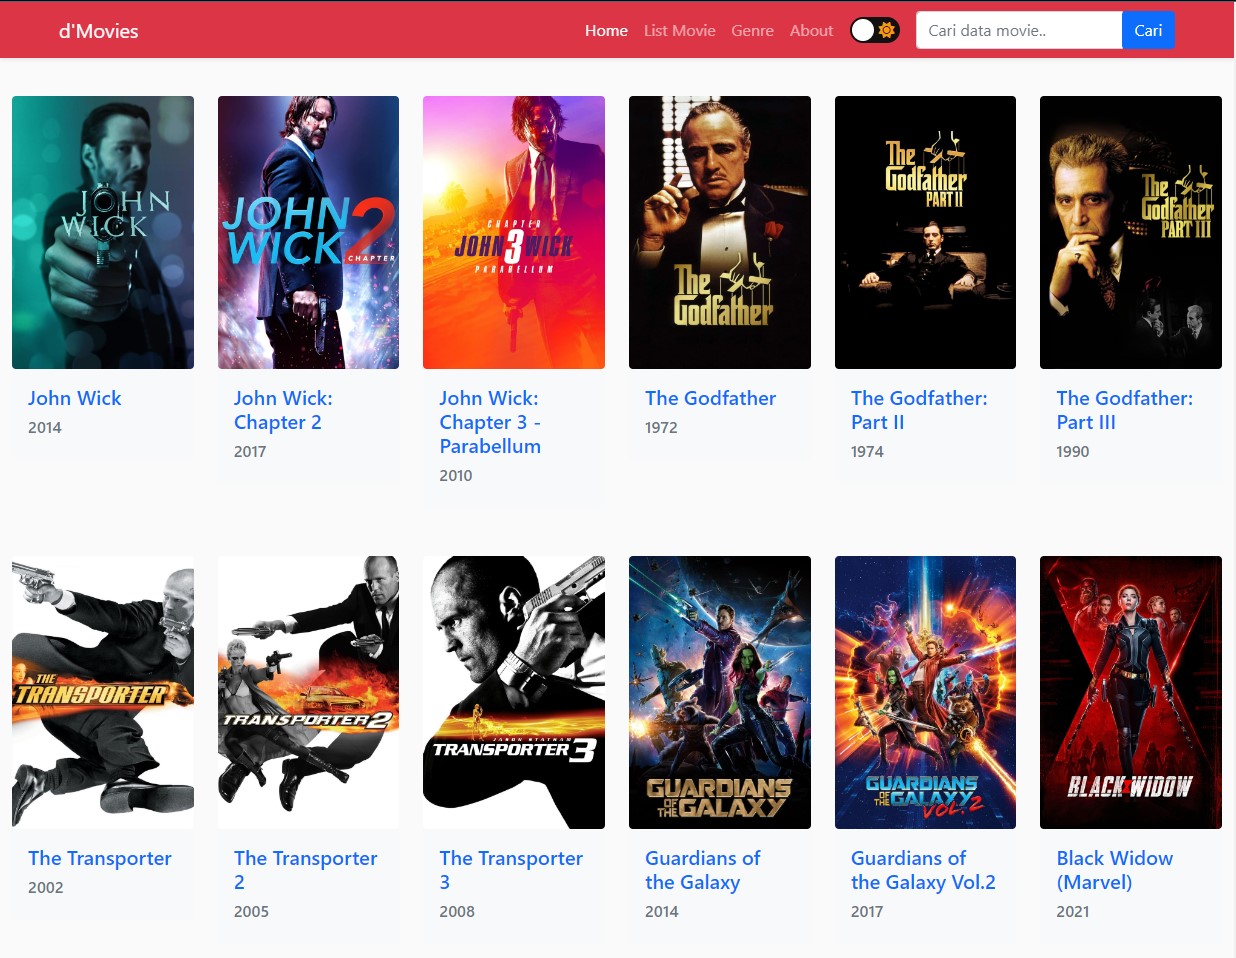 d'Movies
Home List Movie Genre About Cari data movie.. Cari
JOHN
WICK
JOHN
WICK 2
CHAPTER
CHAPTER
JOHN 3 WICK
PARABELLUM
The
Godfather
The
Godfather
PART II
The
Godfather
PART III
John Wick
2014
John Wick:
Chapter 2
2017
John Wick:
Chapter 3 -
Parabellum
2010
The Godfather
1972
The Godfather:
Part II
1974
The Godfather:
Part III
1990
THE
TRANSPORTER
TRANSPORTER 2
JASON STATHAM
TRANSPORTER 3
GUARDIANS
OF THE GALAXY
GUARDIANS
OF THE GALAXY
VOL. 2
BLACK WIDOW
The Transporter
2002
The Transporter
2
2005
The Transporter
3
2008
Guardians of
the Galaxy
2014
Guardians of
the Galaxy Vol.2
2017
Black Widow
(Marvel)
2021